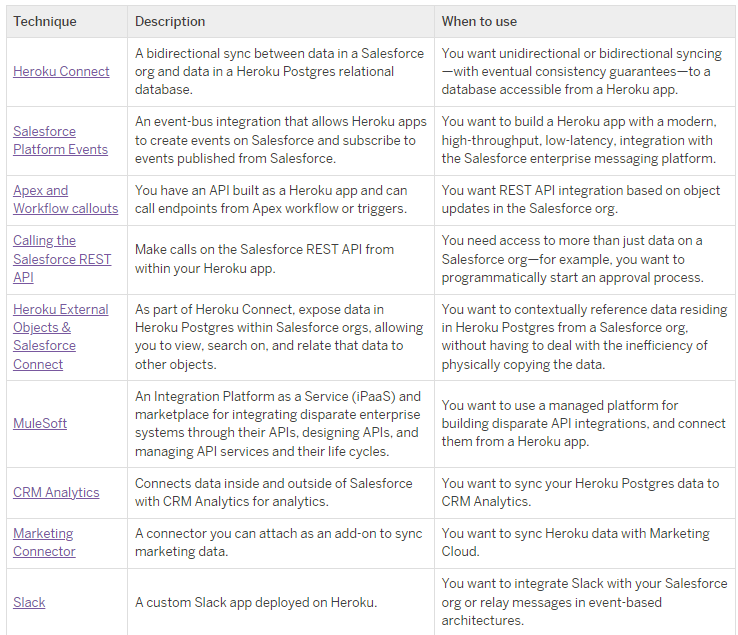 Technique
Description
When to use
Heroku Connect
A bidirectional sync between data in a Salesforce
org and data in a Heroku Postgres relational
database.
You want unidirectional or bidirectional syncing
—with eventual consistency guarantees—to a
database accessible from a Heroku app.
Salesforce
Platform Events
An event-bus integration that allows Heroku apps
to create events on Salesforce and subscribe to
events published from Salesforce.
You want to build a Heroku app with a modern,
high-throughput, low-latency, integration with
the Salesforce enterprise messaging platform.
Apex and
Workflow callouts
You have an API built as a Heroku app and can
call endpoints from Apex workflow or triggers.
You want REST API integration based on object
updates in the Salesforce org.
Calling the
Salesforce REST
API
Make calls on the Salesforce REST API from
within your Heroku app.
You need access to more than just data on a
Salesforce org—for example, you want to
programmatically start an approval process.
Heroku External
Objects &
Salesforce
Connect
As part of Heroku Connect, expose data in
Heroku Postgres within Salesforce orgs, allowing
you to view, search on, and relate that data to
other objects.
You want to contextually reference data residing
in Heroku Postgres from a Salesforce org,
without having to deal with the inefficiency of
physically copying the data.
MuleSoft
An Integration Platform as a Service (iPaaS) and
marketplace for integrating disparate enterprise
systems through their APIs, designing APIs, and
managing API services and their life cycles.
You want to use a managed platform for
building disparate API integrations, and connect
them from a Heroku app.
CRM Analytics
Connects data inside and outside of Salesforce
with CRM Analytics for analytics.
You want to sync your Heroku Postgres data to
CRM Analytics.
Marketing
Connector
A connector you can attach as an add-on to sync
marketing data.
You want to sync Heroku data with Marketing
Cloud.
Slack
A custom Slack app deployed on Heroku.
You want to integrate Slack with your Salesforce
org or relay messages in event-based
architectures.